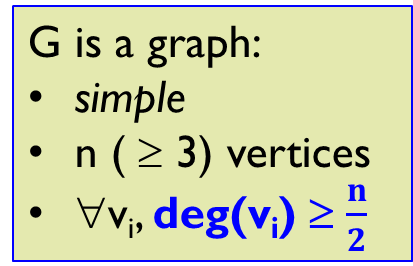 G is a graph:
• simple
• n ( ≥ 3) vertices
• ∀vᵢ, deg(vᵢ) ≥ n/2